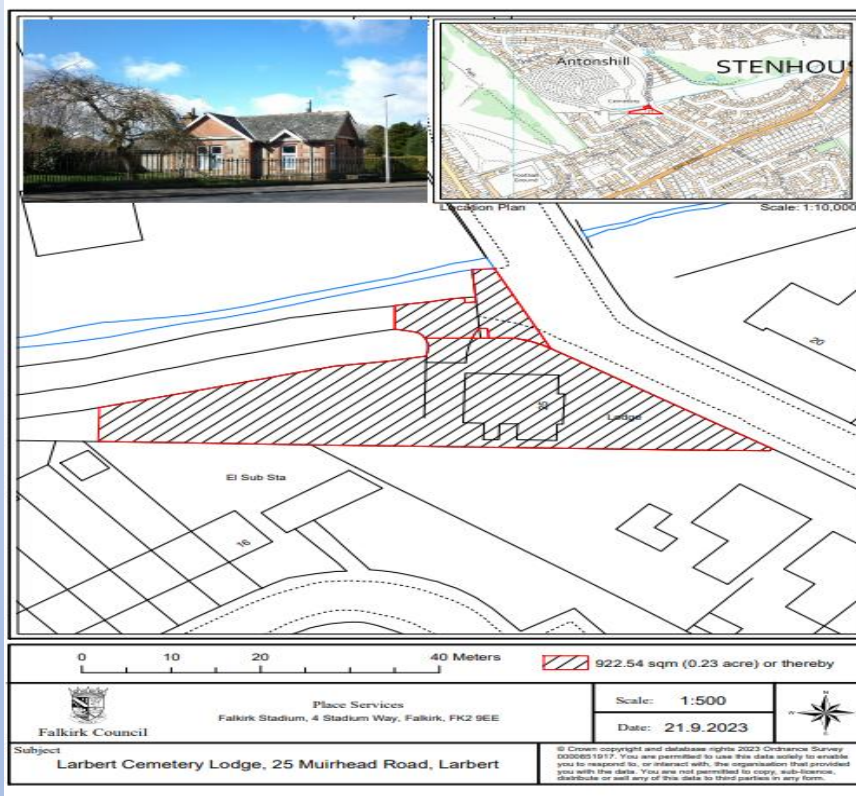 Antonshill
STENHOUS
Cemetery
Football
Ground
Location Plan
Scale: 1:10,000
20
25
Lodge
El Sub Sta
16
0 10 20 40 Meters
922.54 sqm (0.23 acre) or thereby
Falkirk Council
Place Services
Falkirk Stadium, 4 Stadium Way, Falkirk, FK2 9EE
Scale: 1:500
Date: 21.9.2023
N
W
Subject
Larbert Cemetery Lodge, 25 Muirhead Road, Larbert
© Crown copyright and database rights 2023 Ordnance Survey
0000651917. You are permitted to use this data solely to enable
you to respond to, or interact with, the organisation that provided
you with the data. You are not permitted to copy, sub-licence,
distribute or sell any of this data to third parties in any form.